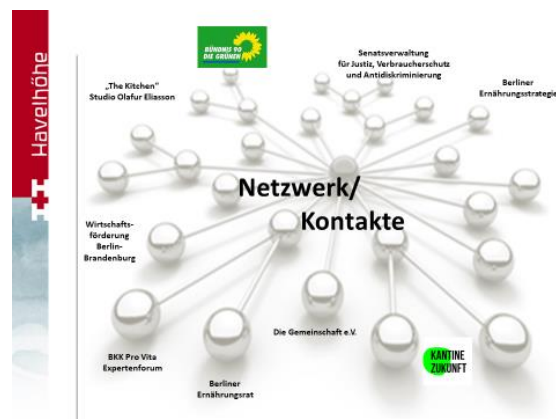 Havelhöhe
BÜNDNIS 90
DIE GRÜNEN
„The Kitchen"
Studio Olafur Eliasson
Senatsverwaltung
für Justiz, Verbraucherschutz
und Antidiskriminierung
Berliner
Ernährungsstrategie
Netzwerk/
Kontakte
Wirtschafts-
förderung
Berlin-
Brandenburg
Die Gemeinschaft e.V.
BKK Pro Vita
Expertenforum
Berliner
Ernährungsrat
KANTINE
ZUKUNFT